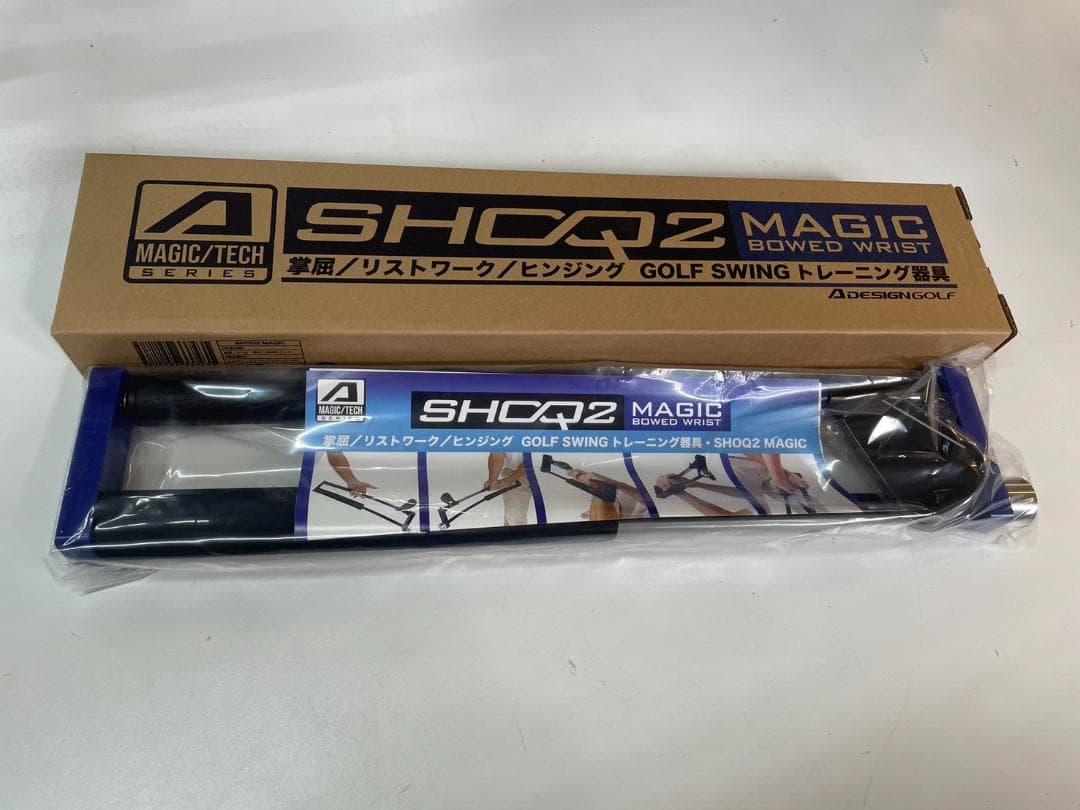 A
MAGIC/TECH
SERIES
SHOQ2 MAGIC
BOWED WRIST
掌屈／リストワーク／ヒンジング GOLF SWING トレーニング器具
ADESIGNGOLF
SHOQ2 MAGIC
A
MAGIC/TECH
SERIES
SHOQ2 MAGIC
BOWED WRIST
掌屈／リストワーク／ヒンジング GOLF SWING トレーニング器具・SHOQ2 MAGIC